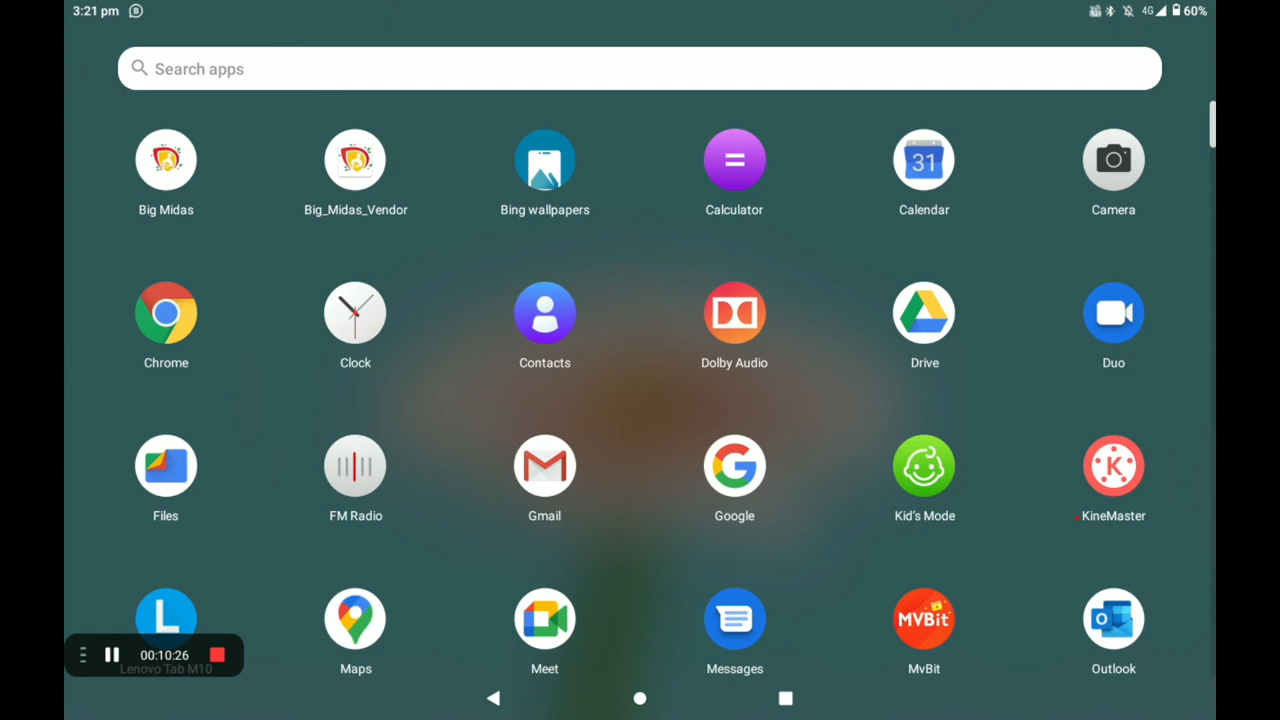 3:21 pm B 4G 60%
Search apps
Big Midas Big_Midas_Vendor Bing wallpapers Calculator Calendar Camera
31
Chrome Clock Contacts Dolby Audio Drive Duo
Files FM Radio Gmail Google Kid's Mode KineMaster
K
L MVBit O
00:10:26
Lenovo Tab M10 Maps Meet Messages MvBit Outlook